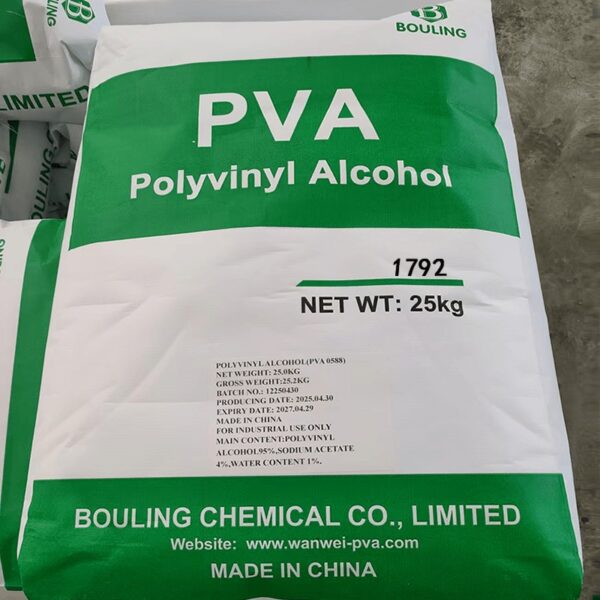 BOULING
BOULING
LIMITED
PVA
Polyvinyl Alcohol
1792
NET WT: 25kg
POLYVINYL ALCOHOL(PVA 0588)
NET WEIGHT: 25.0KG
GROSS WEIGHT:25.2KG
BATCH NO.: 12250430
PRODUCING DATE: 2025.04.30
EXPIRY DATE: 2027.04.29
MADE IN CHINA
FOR INDUSTRIAL USE ONLY
MAIN CONTENT:POLYVINYL
ALCOHOL95%,SODIUM ACETATE
4%,WATER CONTENT 1%.
BOULING CHEMICAL CO., LIMITED
Website: www.wanwei-pva.com
MADE IN CHINA